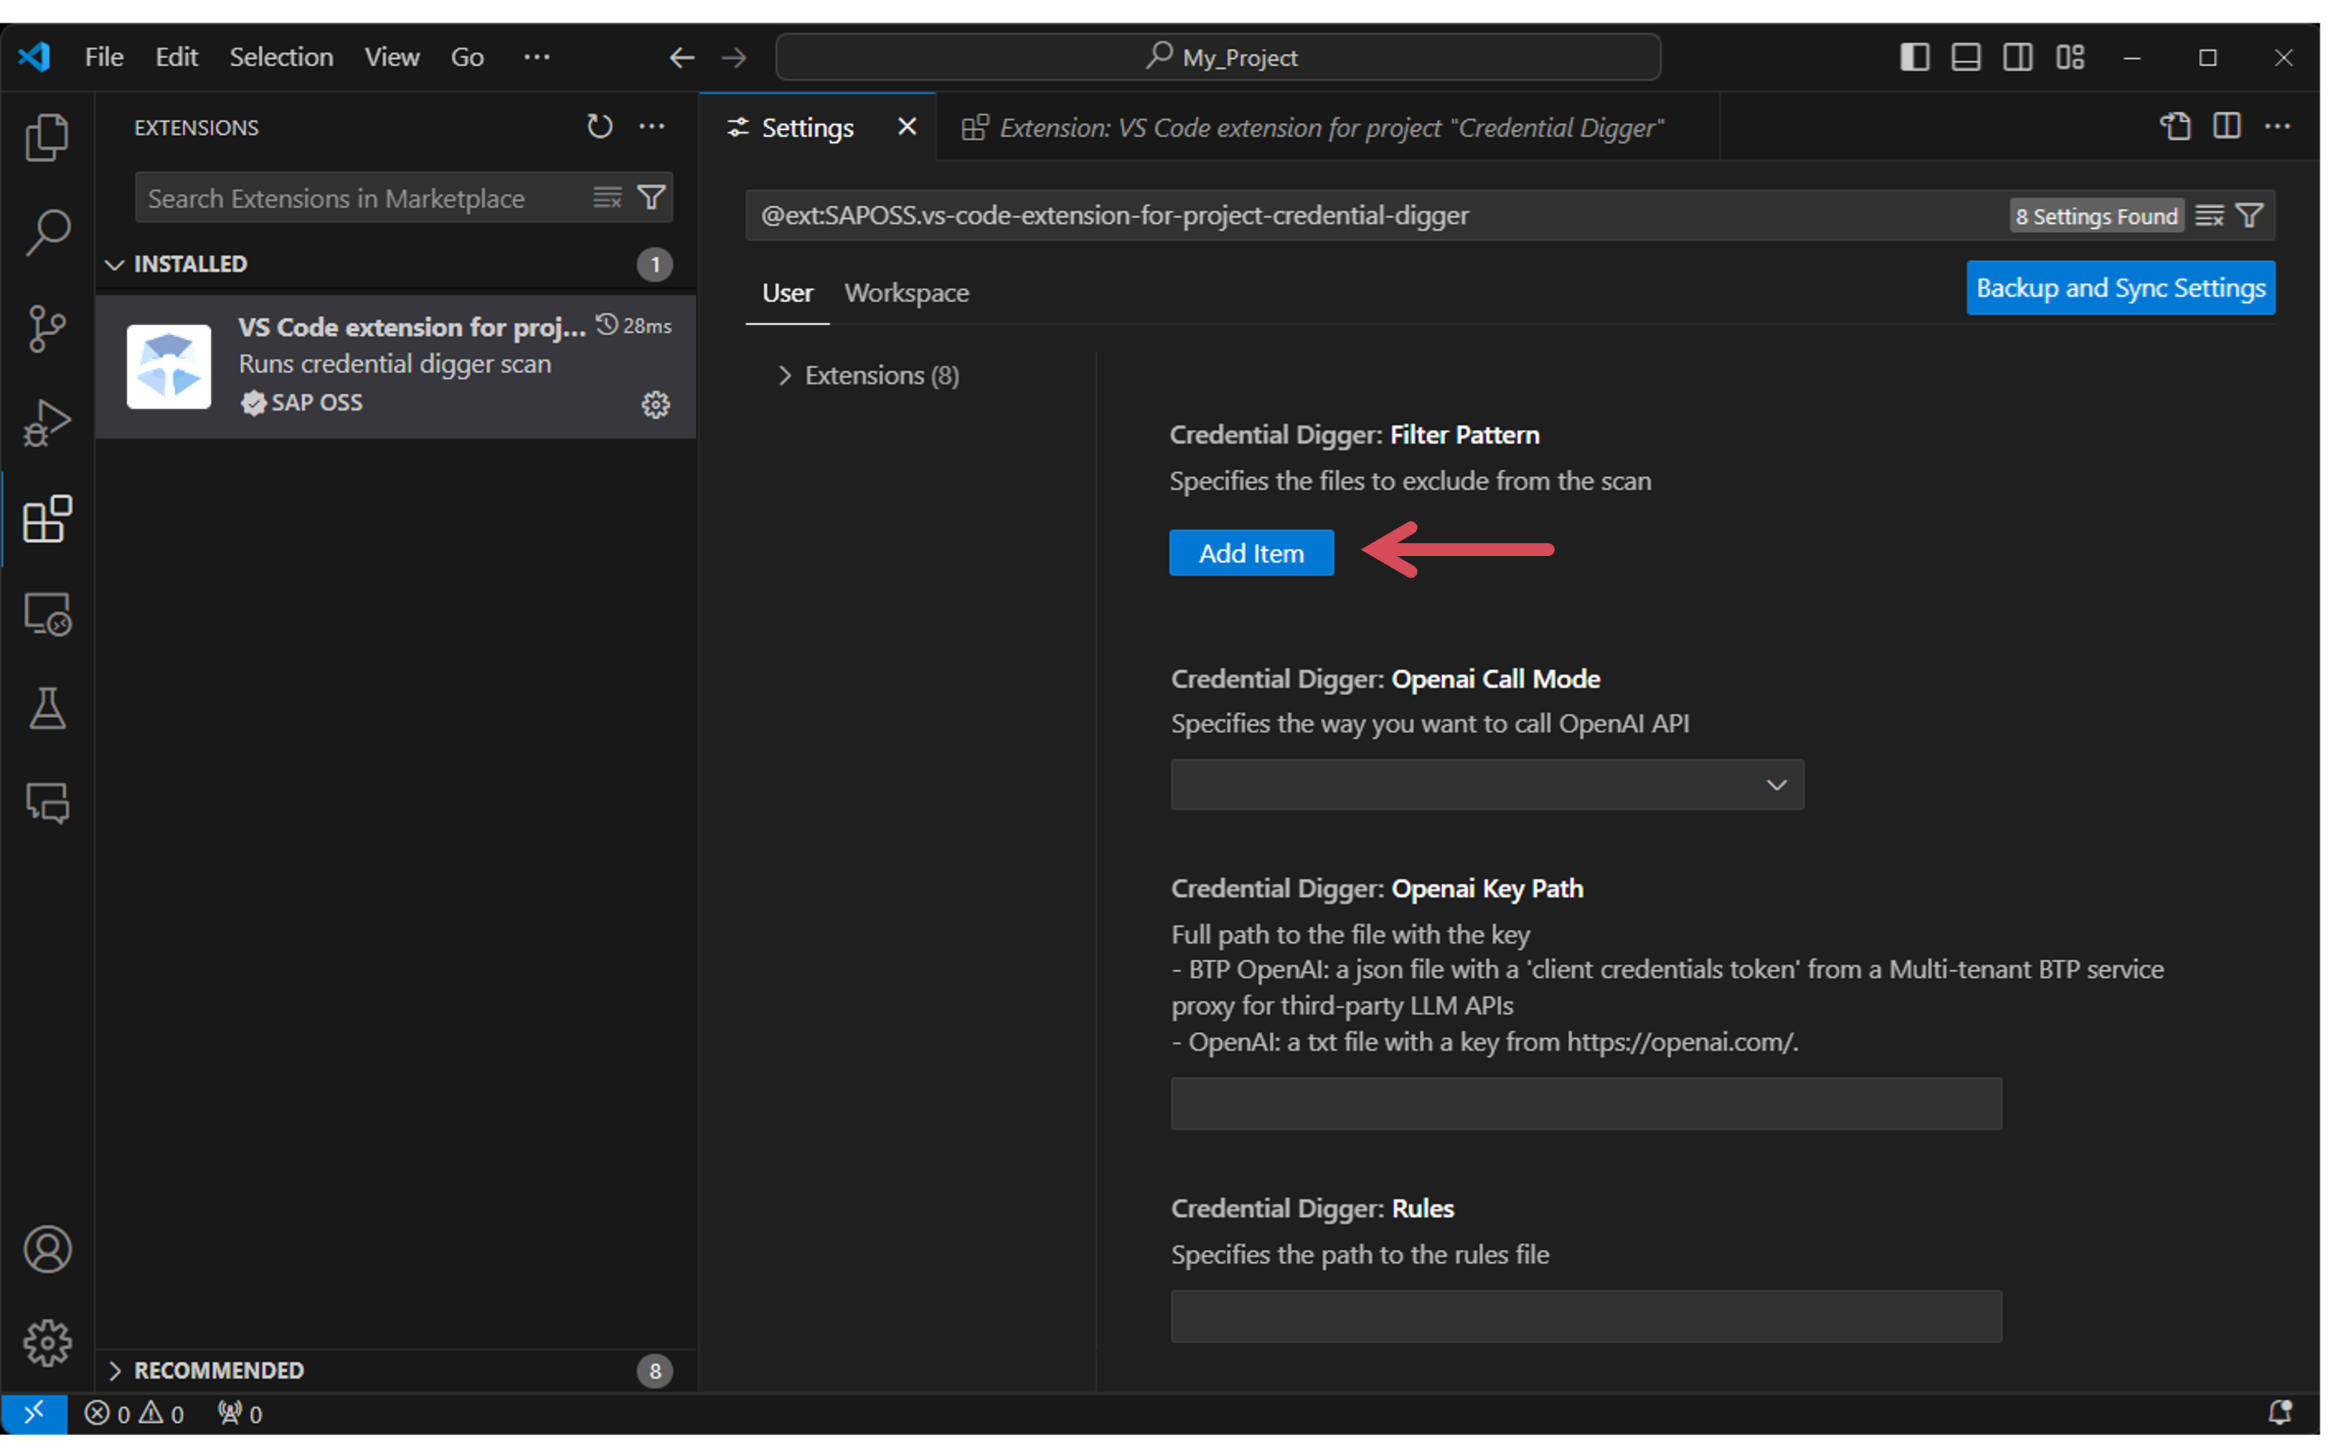 File Edit Selection View Go ···
My_Project
EXTENSIONS
Settings
Extension: VS Code extension for project "Credential Digger"
Search Extensions in Marketplace
@ext:SAPOSS.vs-code-extension-for-project-credential-digger
8 Settings Found
INSTALLED
1
User Workspace
Backup and Sync Settings
VS Code extension for proj... 28ms
Runs credential digger scan
SAP OSS
Extensions (8)
Credential Digger: Filter Pattern
Specifies the files to exclude from the scan
Add Item
Credential Digger: Openai Call Mode
Specifies the way you want to call OpenAI API
Credential Digger: Openai Key Path
Full path to the file with the key
- BTP OpenAI: a json file with a 'client credentials token' from a Multi-tenant BTP service
proxy for third-party LLM APIs
- OpenAI: a txt file with a key from https://openai.com/.
Credential Digger: Rules
Specifies the path to the rules file
RECOMMENDED
8
0 0 0